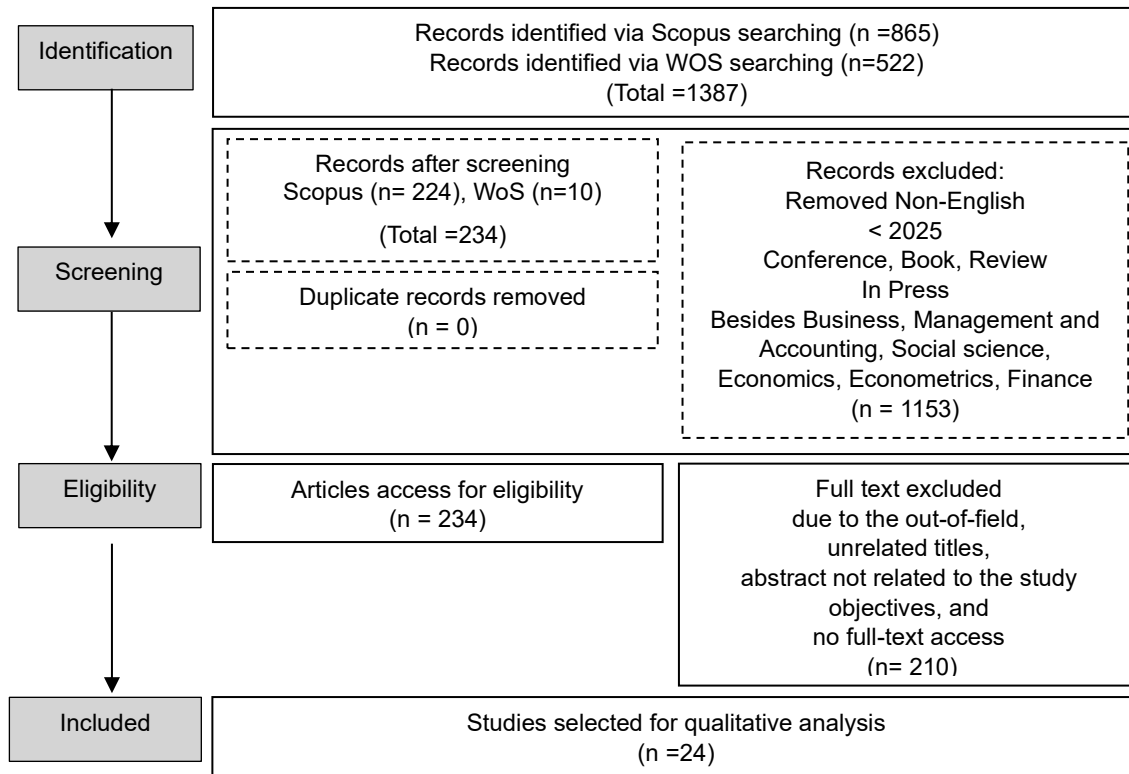 Identification
Records identified via Scopus searching (n =865)
Records identified via WOS searching (n=522)
(Total =1387)
Screening
Records after screening
Scopus (n= 224), WoS (n=10)
(Total =234)
Duplicate records removed
(n = 0)
Records excluded:
Removed Non-English
< 2025
Conference, Book, Review
In Press
Besides Business, Management and
Accounting, Social science,
Economics, Econometrics, Finance
(n = 1153)
Eligibility
Articles access for eligibility
(n = 234)
Full text excluded
due to the out-of-field,
unrelated titles,
abstract not related to the study
objectives, and
no full-text access
(n= 210)
Included
Studies selected for qualitative analysis
(n =24)